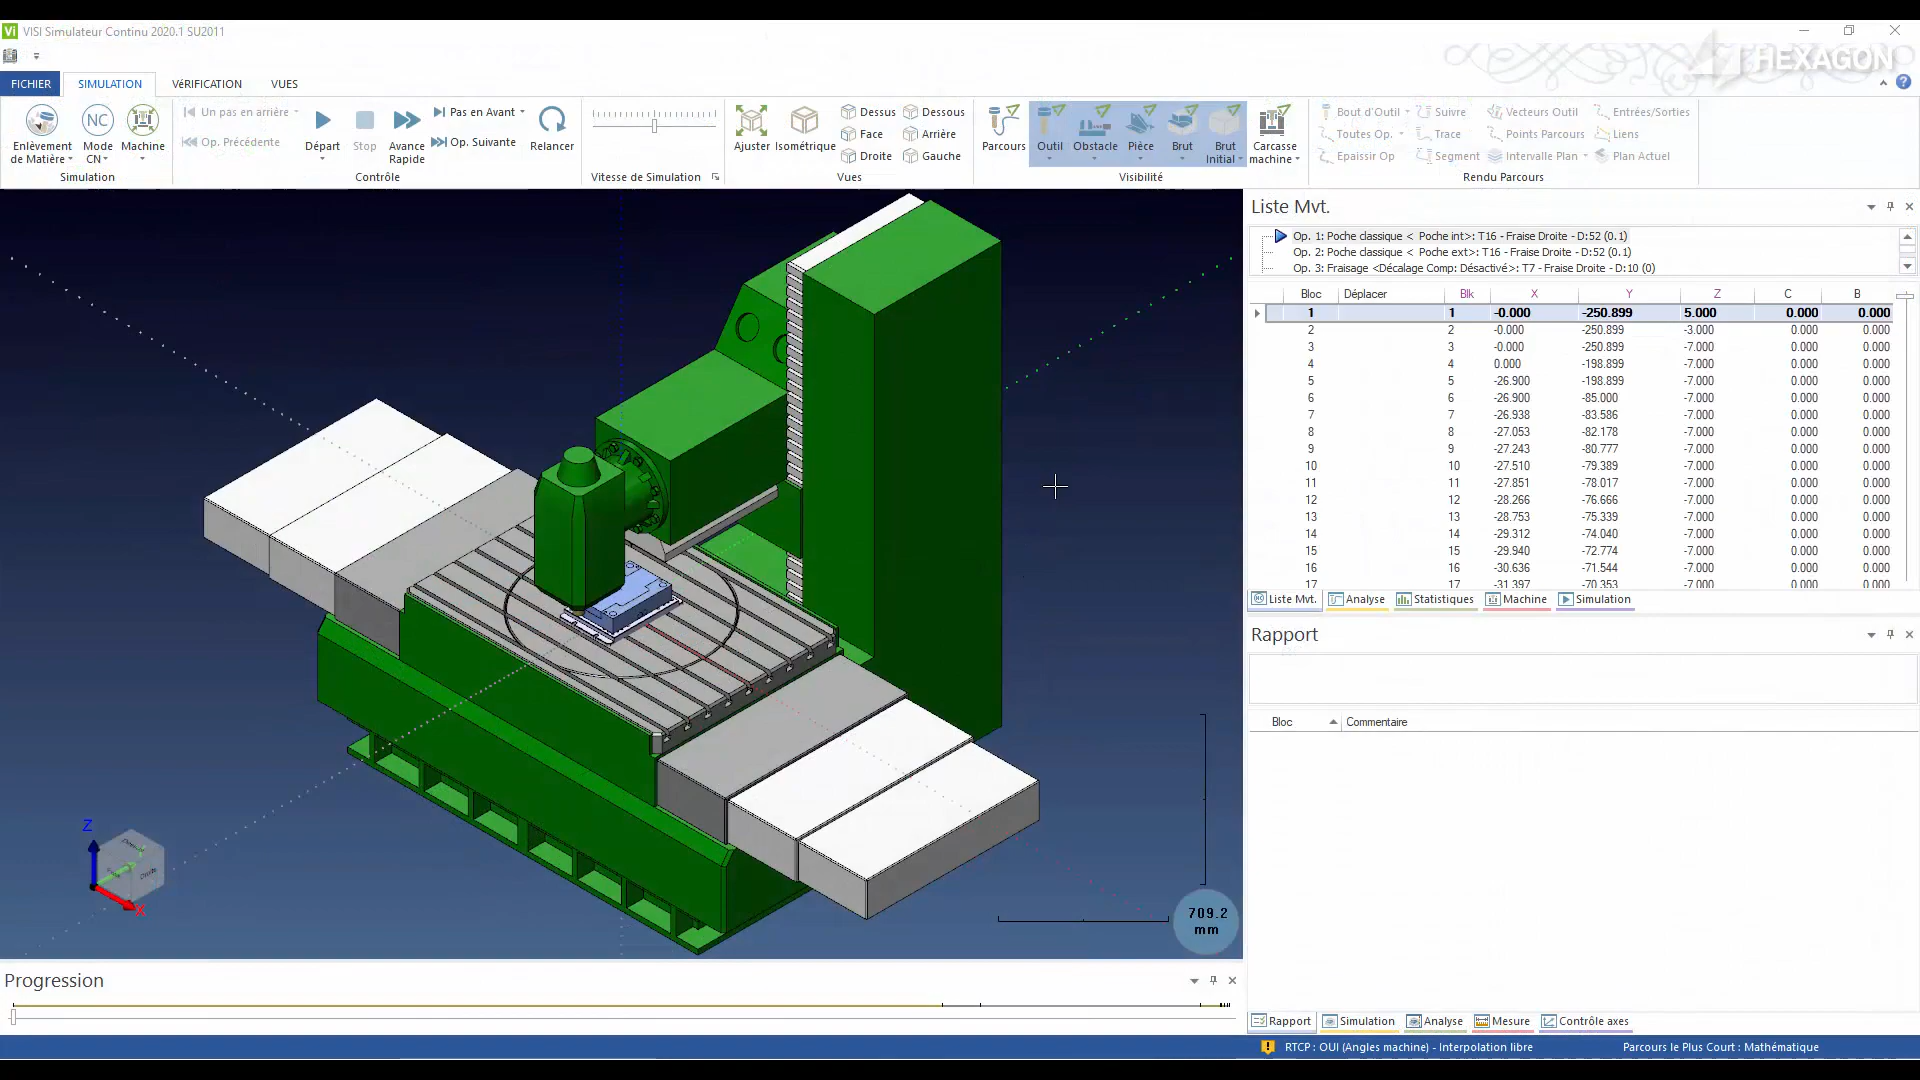 VISI Simulateur Continu 2020.1 SU2011
HEXAGON
FICHIER
SIMULATION
VéRIFICATION
VUES
Enlèvement de Matière
Mode CN
Machine
Simulation
Un pas en arrière
Op. Précédente
Départ
Stop
Avance Rapide
Pas en Avant
Op. Suivante
Relancer
Contrôle
Vitesse de Simulation
Ajuster
Isométrique
Dessus
Face
Droite
Dessous
Arrière
Gauche
Vues
Parcours
Outil
Obstacle
Pièce
Brut
Brut Initial
Carcasse machine
Visibilité
Bout d'Outil
Toutes Op.
Epaissir Op
Suivre
Trace
Segment
Vecteurs Outil
Points Parcours
Intervalle Plan
Entrées/Sorties
Liens
Plan Actuel
Rendu Parcours
Liste Mvt.
Op. 1: Poche classique < Poche int>: T16 - Fraise Droite - D:52 (0.1)
Op. 2: Poche classique < Poche ext>: T16 - Fraise Droite - D:52 (0.1)
Op. 3: Fraisage <Décalage Comp: Désactivé>: T7 - Fraise Droite - D:10 (0)
Bloc Déplacer Blk X Y Z C B
1 1 -0.000 -250.899 5.000 0.000 0.000
2 2 -0.000 -250.899 -3.000 0.000 0.000
3 3 -0.000 -250.899 -7.000 0.000 0.000
4 4 0.000 -198.899 -7.000 0.000 0.000
5 5 -26.900 -198.899 -7.000 0.000 0.000
6 6 -26.900 -85.000 -7.000 0.000 0.000
7 7 -26.938 -83.586 -7.000 0.000 0.000
8 8 -27.053 -82.178 -7.000 0.000 0.000
9 9 -27.243 -80.777 -7.000 0.000 0.000
10 10 -27.510 -79.389 -7.000 0.000 0.000
11 11 -27.851 -78.017 -7.000 0.000 0.000
12 12 -28.266 -76.666 -7.000 0.000 0.000
13 13 -28.753 -75.339 -7.000 0.000 0.000
14 14 -29.312 -74.040 -7.000 0.000 0.000
15 15 -29.940 -72.774 -7.000 0.000 0.000
16 16 -30.636 -71.544 -7.000 0.000 0.000
17 17 -31.397 -70.353 -7.000 0.000 0.000
Liste Mvt. Analyse Statistiques Machine Simulation
Rapport
Bloc Commentaire
Z
X
709.2
mm
Progression
Rapport Simulation Analyse Mesure Contrôle axes
RTCP : OUI (Angles machine) - Interpolation libre
Parcours le Plus Court : Mathématique